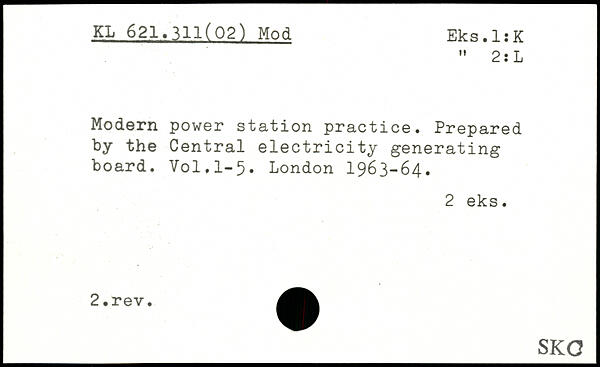 KL 621.311(02) Mod Eks.1:K
" 2:L
Modern power station practice. Prepared
by the Central electricity generating
board. Vol.1-5. London 1963-64.
2 eks.
2.rev.
SKC